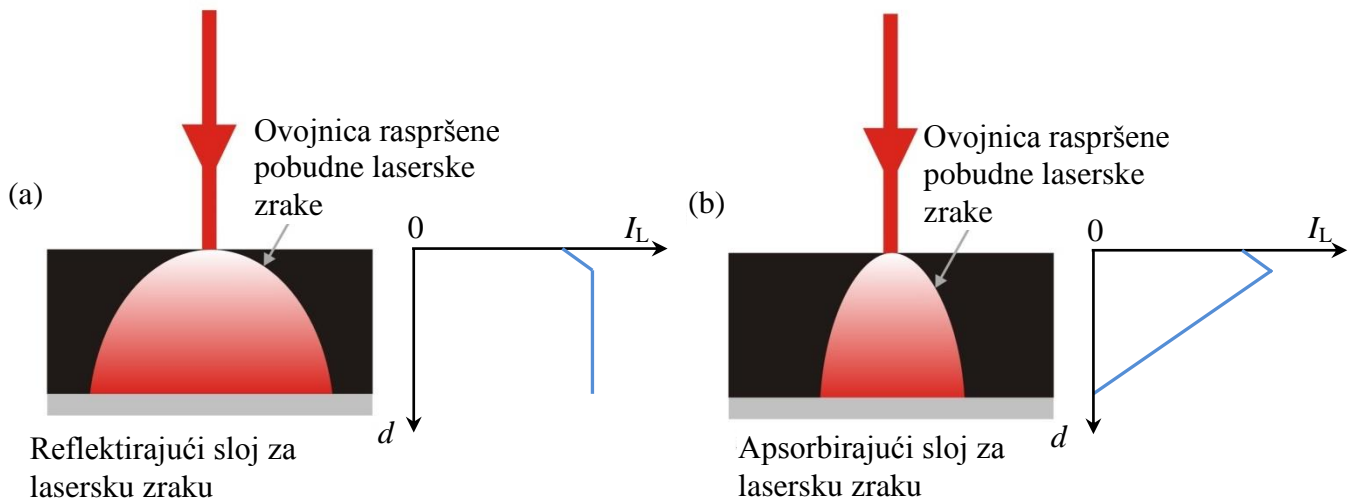 (a)
Ovojnica raspršene
pobudne laserske
zrake
0
I_L
d
Reflektirajući sloj za
lasersku zraku
(b)
Ovojnica raspršene
pobudne laserske
zrake
0
I_L
d
Apsorbirajući sloj za
lasersku zraku